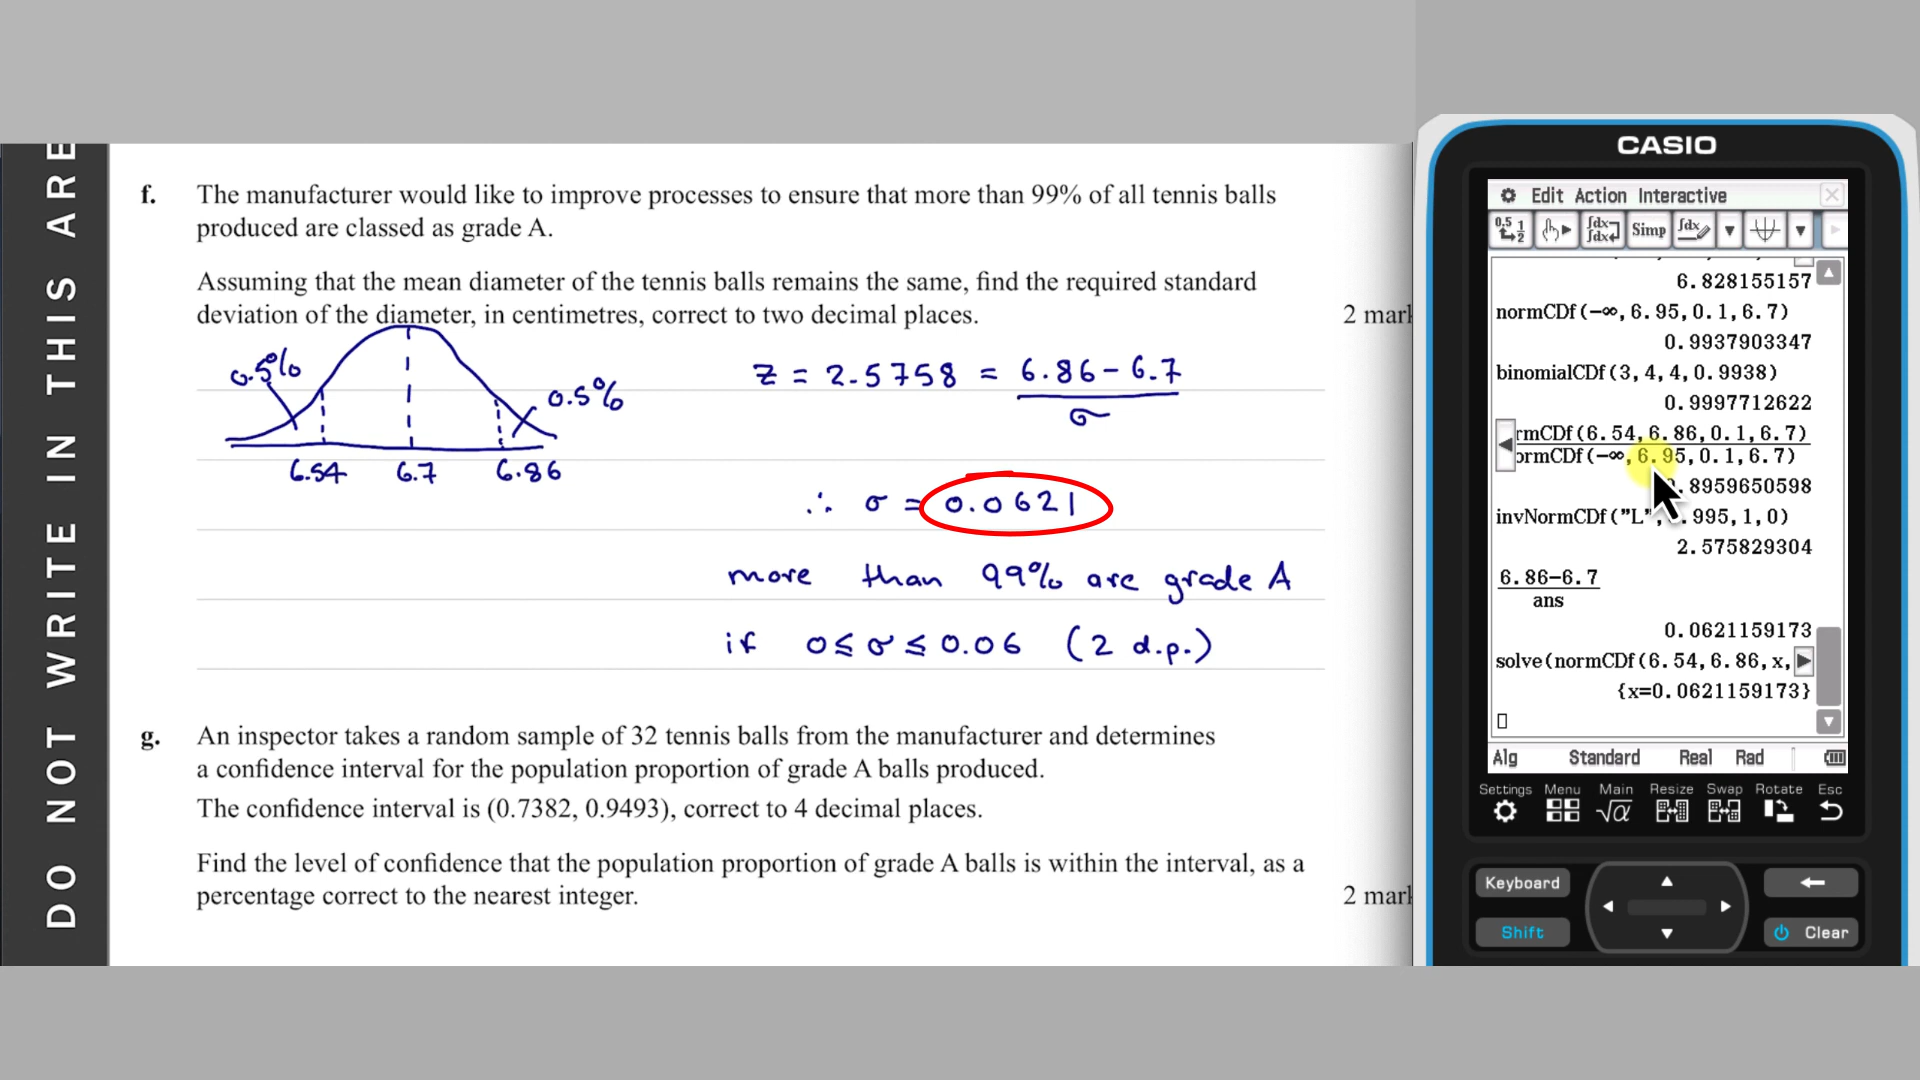 DO NOT WRITE IN THIS ARE
f. The manufacturer would like to improve processes to ensure that more than 99% of all tennis balls
produced are classed as grade A.
Assuming that the mean diameter of the tennis balls remains the same, find the required standard
deviation of the diameter, in centimetres, correct to two decimal places. 2 mark
0.5%
0.5%
6.54 6.7 6.86
z = 2.5758 = 6.86-6.7
σ
∴ σ = 0.0621
more than 99% are grade A
if 0 ≤ σ ≤ 0.06 (2 d.p.)
g. An inspector takes a random sample of 32 tennis balls from the manufacturer and determines
a confidence interval for the population proportion of grade A balls produced.
The confidence interval is (0.7382, 0.9493), correct to 4 decimal places.
Find the level of confidence that the population proportion of grade A balls is within the interval, as a
percentage correct to the nearest integer. 2 mark
CASIO
Edit Action Interactive
0.5 1 2 ∫dx ∫dx Simp ∫dx
6.828155157
normCDf(-∞,6.95,0.1,6.7)
0.9937903347
binomialCDf(3,4,4,0.9938)
0.9997712622
rmCDf(6.54,6.86,0.1,6.7)
ormCDf(-∞,6.95,0.1,6.7)
.8959650598
invNormCDf("L", .995,1,0)
2.575829304
6.86-6.7
ans
0.0621159173
solve(normCDf(6.54,6.86,x,
{x=0.0621159173}
Alg Standard Real Rad
Settings Menu Main Resize Swap Rotate Esc
√α
Keyboard
Shift Clear